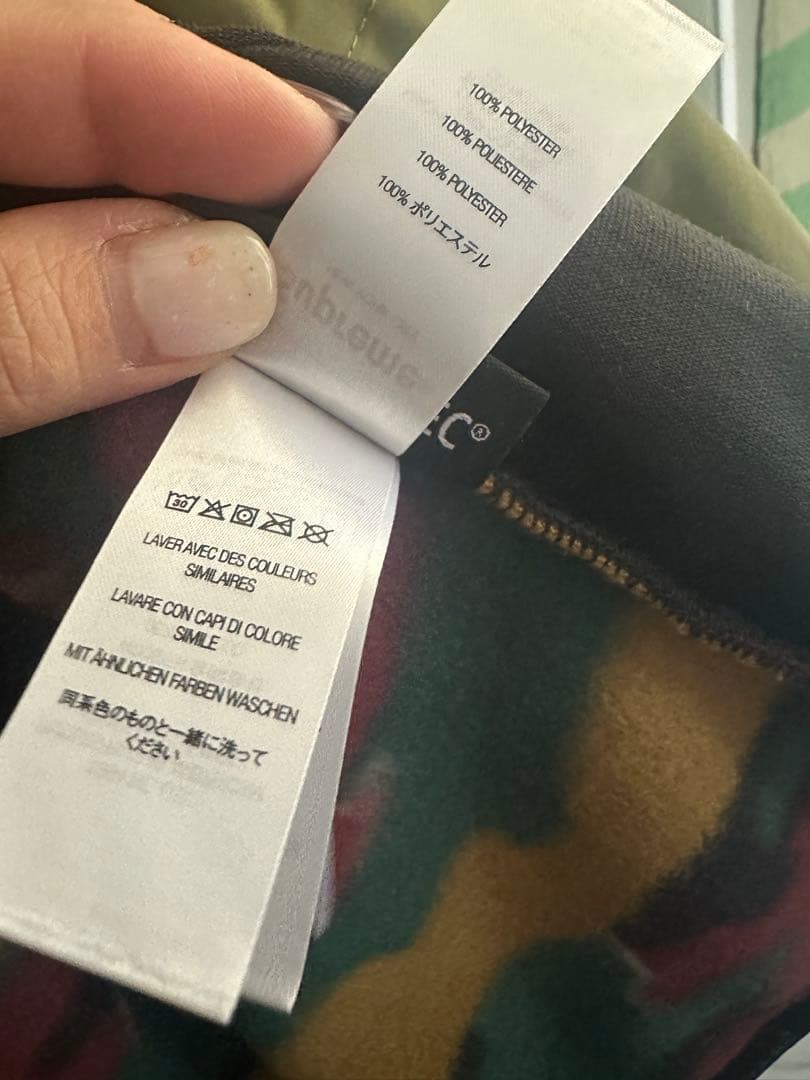 100% POLYESTER
100% POLIESTERE
100% POLYESTER
100% ポリエステル
EC®
30
LAVER AVEC DES COULEURS
SIMILAIRES
LAVARE CON CAPI DI COLORE
SIMILE
MIT ÄHNLICHEN FARBEN WASCHEN
同系色のものと一緒に洗って
ください